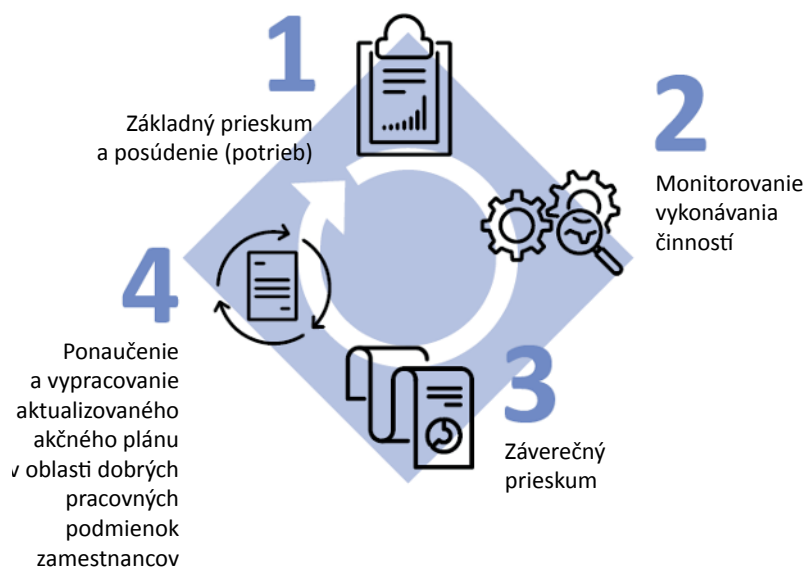 1
Základný prieskum
a posúdenie (potrieb)
2
Monitorovanie
vykonávania
činností
3
Záverečný
prieskum
4
Ponaučenie
a vypracovanie
aktualizovaného
akčného plánu
v oblasti dobrých
pracovných
podmienok
zamestnancov